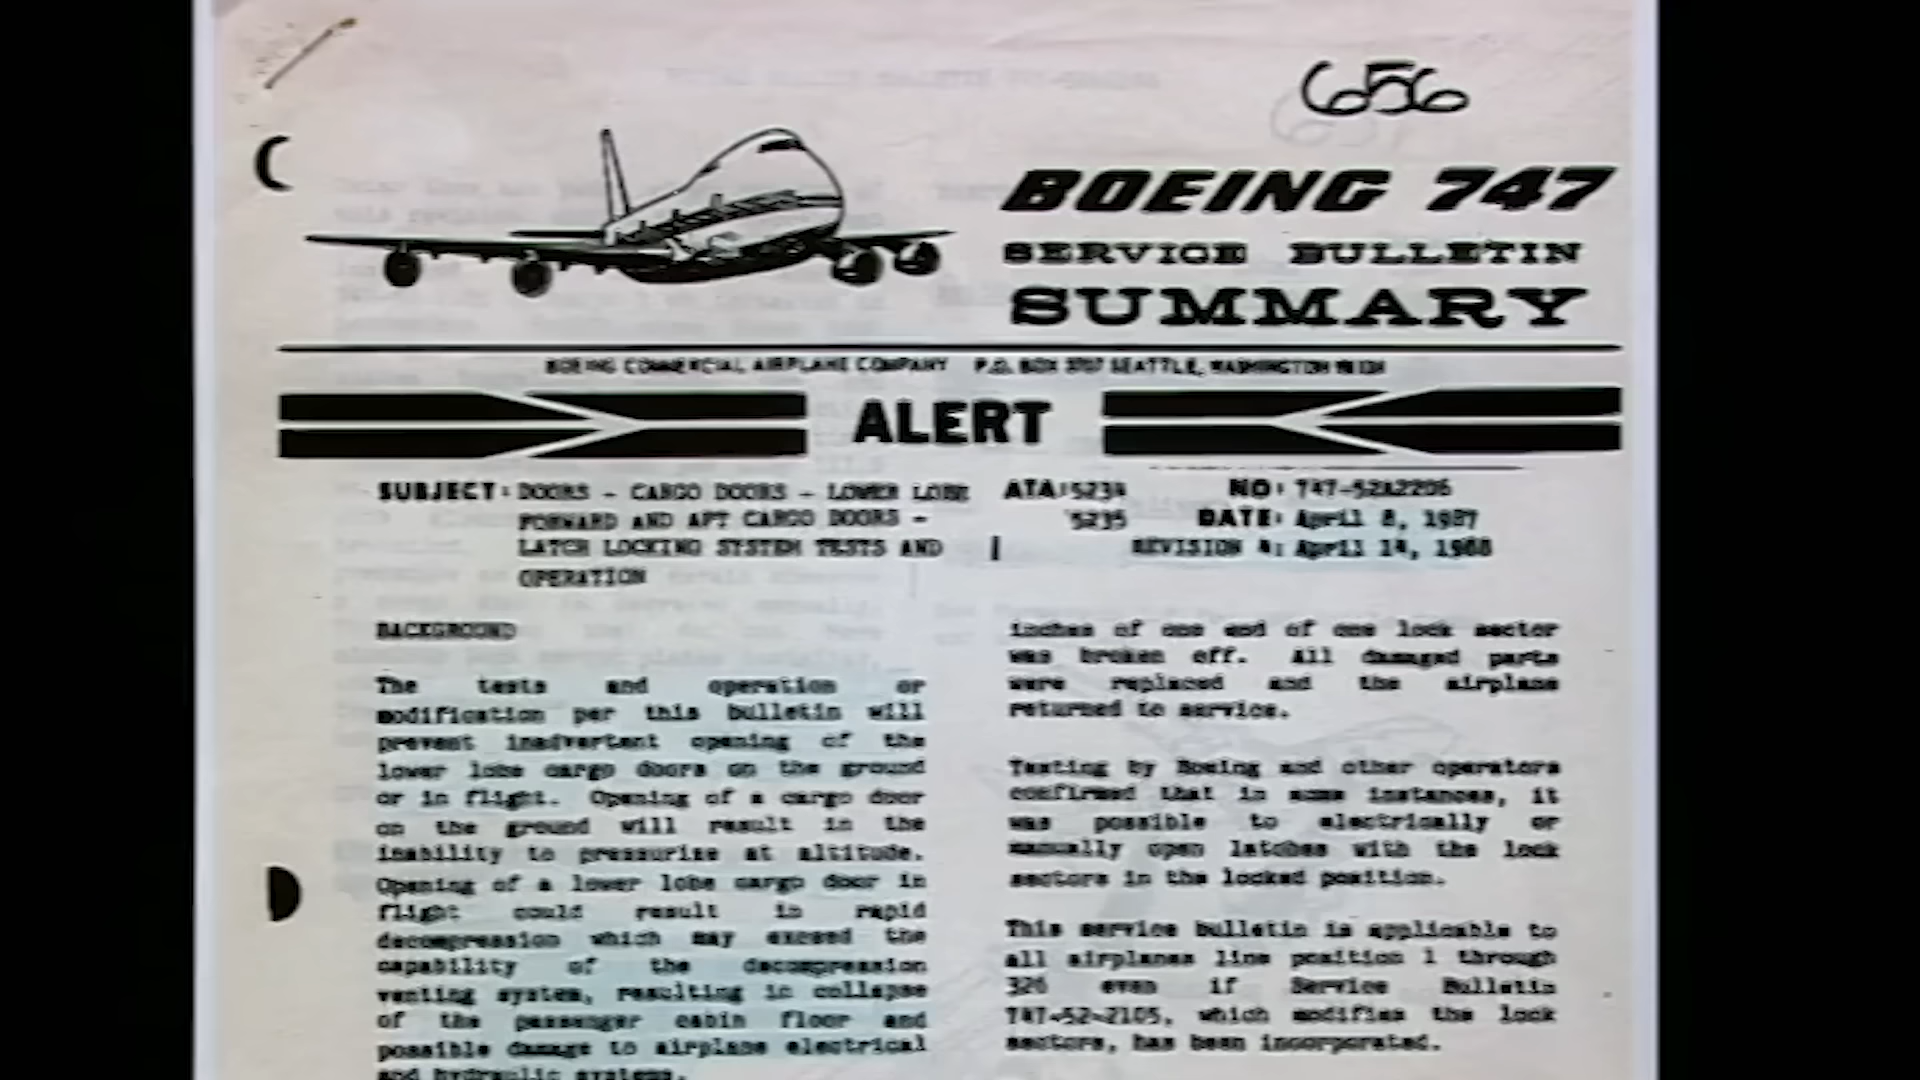 656
BOEING 747
SERVICE BULLETIN
SUMMARY
BOEING COMMERCIAL AIRPLANE COMPANY P.O. BOX 3707 SEATTLE, WASHINGTON
ALERT
SUBJECT: DOORS - CARGO DOORS - LOWER LOBE
FORWARD AND AFT CARGO DOORS -
LATCH LOCKING SYSTEM TESTS AND
OPERATION
ATA: 5234
5235
NO: 747-52A2206
DATE: April 8, 1987
REVISION 4: April 14, 1988
BACKGROUND
The tests and operation or
modification per this bulletin will
prevent inadvertent opening of the
lower lobe cargo doors on the ground
or in flight. Opening of a cargo door
on the ground will result in the
inability to pressurize at altitude.
Opening of a lower lobe cargo door in
flight could result in rapid
decompression which may exceed the
capability of the decompression
venting system, resulting in collapse
of the passenger cabin floor and
possible damage to airplane electrical
and hydraulic systems.
inches of one end of one lock sector
was broken off. All damaged parts
were replaced and the airplane
returned to service.
Testing by Boeing and other operators
confirmed that in some instances, it
was possible to electrically or
manually open latches with the lock
sectors in the locked position.
This service bulletin is applicable to
all airplanes line position 1 through
326 even if Service Bulletin
747-52-2105, which modifies the lock
sectors, has been incorporated.